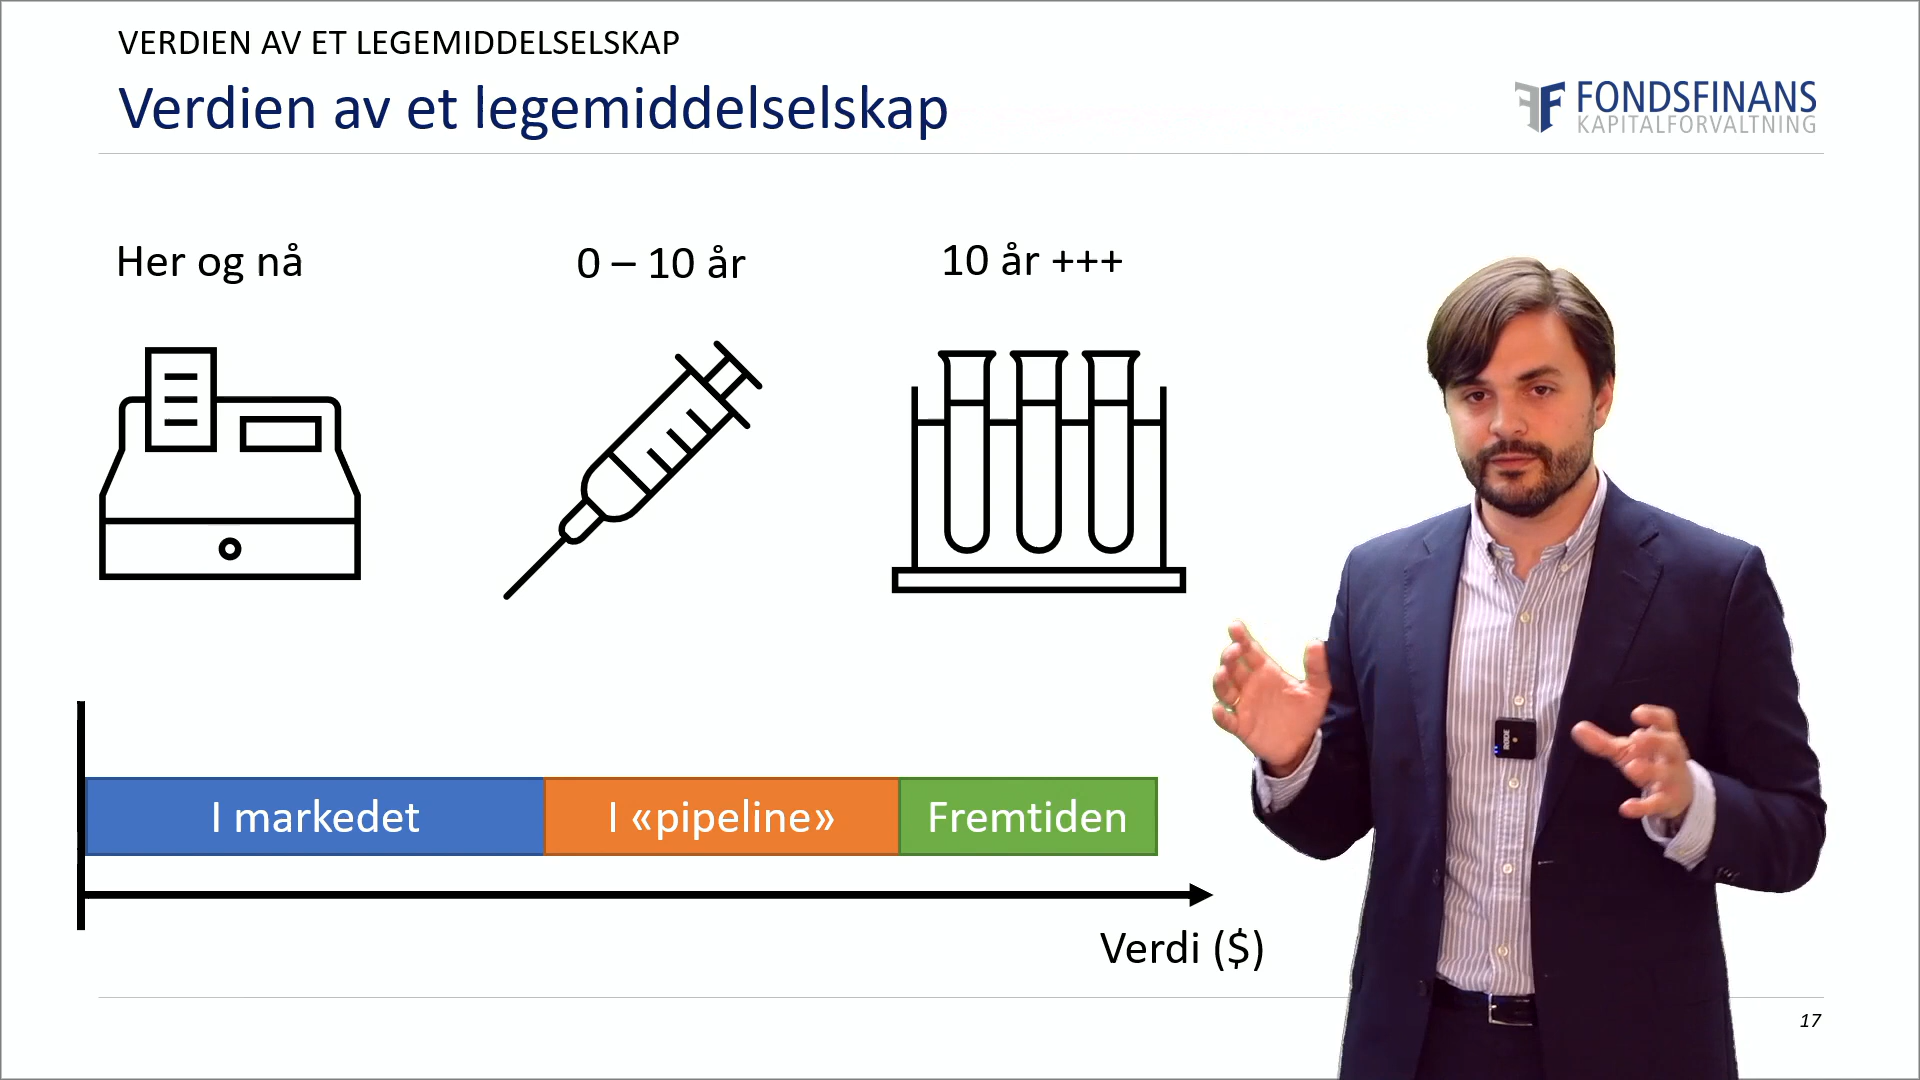 VERDIEN AV ET LEGEMIDDELSELSKAP
Verdien av et legemiddelselskap
FONDSFINANS
KAPITALFORVALTNING
Her og nå
0 – 10 år
10 år +++
I markedet
I «pipeline»
Fremtiden
Verdi ($)
RØDE
17